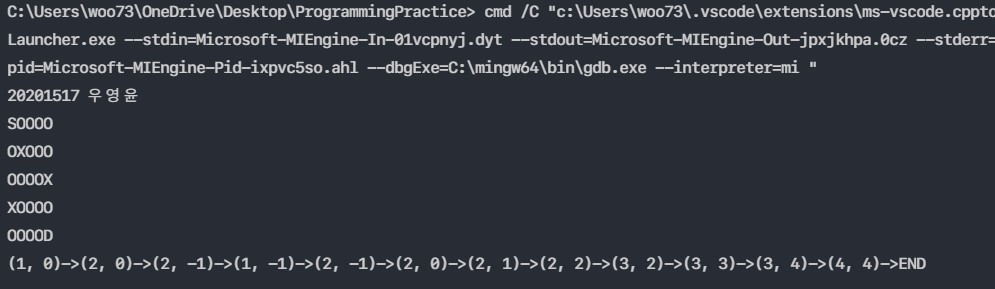 C:\Users\woo73\OneDrive\Desktop\ProgrammingPractice> cmd /C "c:\Users\woo73\.vscode\extensions\ms-vscode.cppto
Launcher.exe --stdin=Microsoft-MIEngine-In-01vcpnyj.dyt --stdout=Microsoft-MIEngine-Out-jpxjkhpa.0cz --stderr=
pid=Microsoft-MIEngine-Pid-ixpvc5so.ahl --dbgExe=C:\mingw64\bin\gdb.exe --interpreter=mi "
20201517 우영윤
SOOOO
OXOOO
OOOOX
XOOOO
OOOOD
(1, 0)->(2, 0)->(2, -1)->(1, -1)->(2, -1)->(2, 0)->(2, 1)->(2, 2)->(3, 2)->(3, 3)->(3, 4)->(4, 4)->END